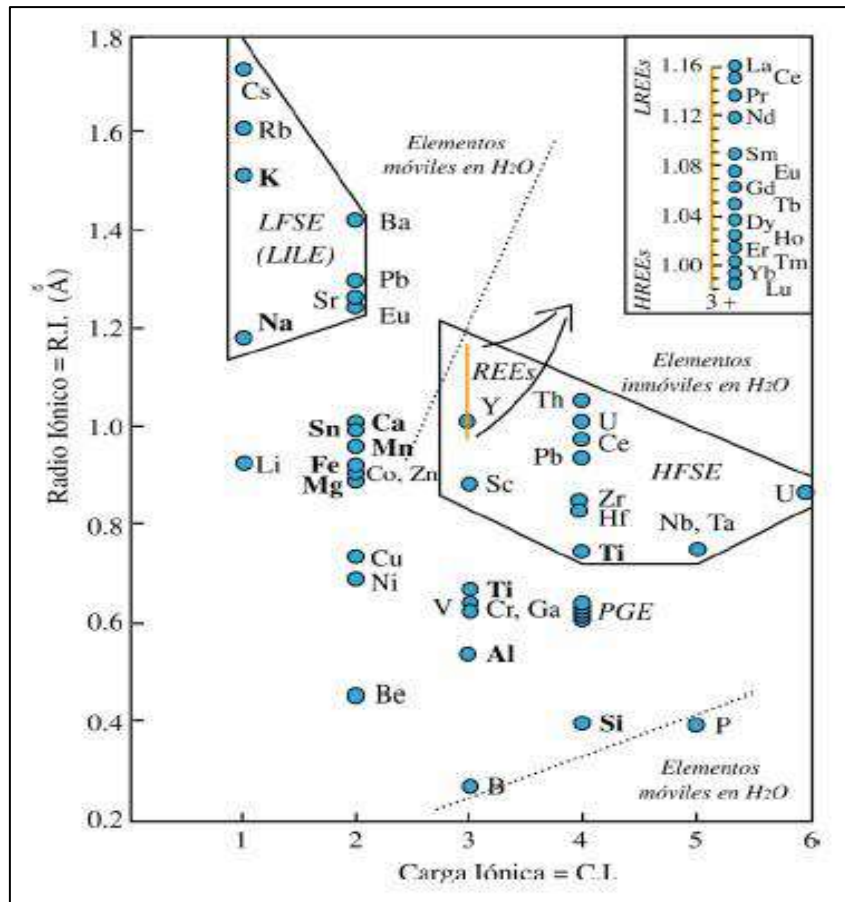 Radio Iónico = R.I. (Å)
1.8
1.6
1.4
1.2
1.0
0.8
0.6
0.4
0.2
1
2
3
4
5
6
Carga Iónica = C.I.
Cs
Rb
K
LFSE
(LILE)
Na
Ba
Pb
Sr
Eu
Elementos
móviles en H2O
LREEs
HREEs
1.16
1.12
1.08
1.04
1.00
3 +
La
Ce
Pr
Nd
Sm
Eu
Gd
Tb
Dy
Ho
Er
Tm
Yb
Lu
Elementos
inmóviles en H2O
REEs
Y
Th
U
Ce
Pb
Sc
Zr
Hf
HFSE
U
Nb, Ta
Ti
Sn
Ca
Mn
Li
Fe
Co, Zn
Mg
Cu
Ni
Ti
V
Cr, Ga
PGE
Al
Be
Si
P
B
Elementos
móviles en H2O